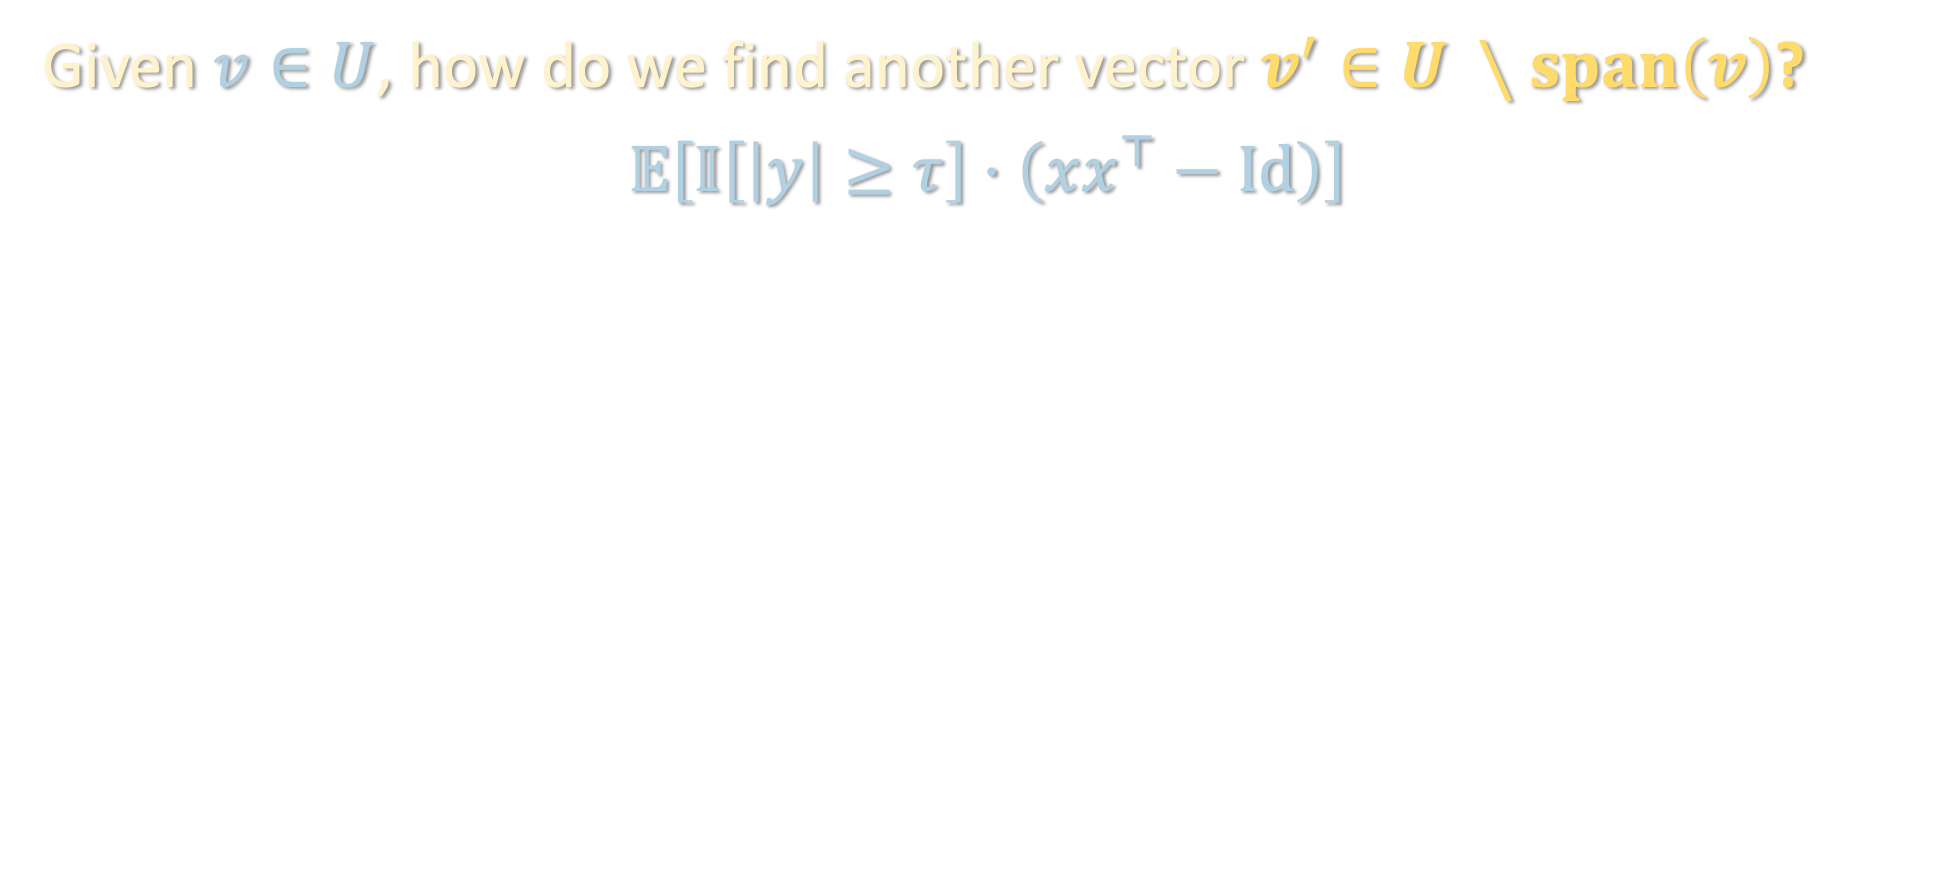 Given 𝒗 ∈ 𝑼, how do we find another vector 𝒗′ ∈ 𝑼 \ span(𝒗)?
𝔼[𝕀[|𝑦| ≥ 𝜏] ⋅ (𝑥𝑥⊤ − Id)]